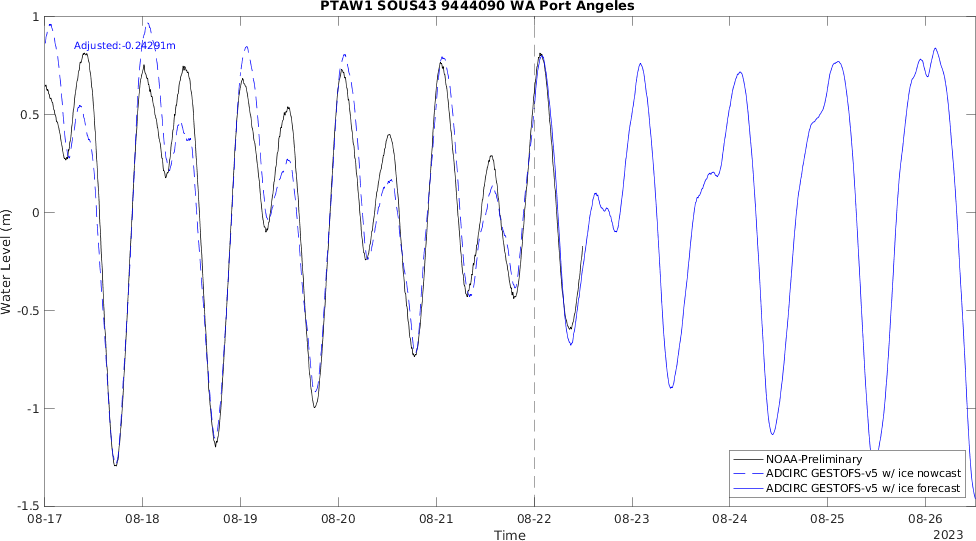 PTAW1 SOUS43 9444090 WA Port Angeles
Adjusted:-0.24291m
1
0.5
0
-0.5
-1
-1.5
Water Level (m)
NOAA-Preliminary
ADCIRC GESTOFS-v5 w/ ice nowcast
ADCIRC GESTOFS-v5 w/ ice forecast
08-17 08-18 08-19 08-20 08-21 08-22 08-23 08-24 08-25 08-26
Time
2023